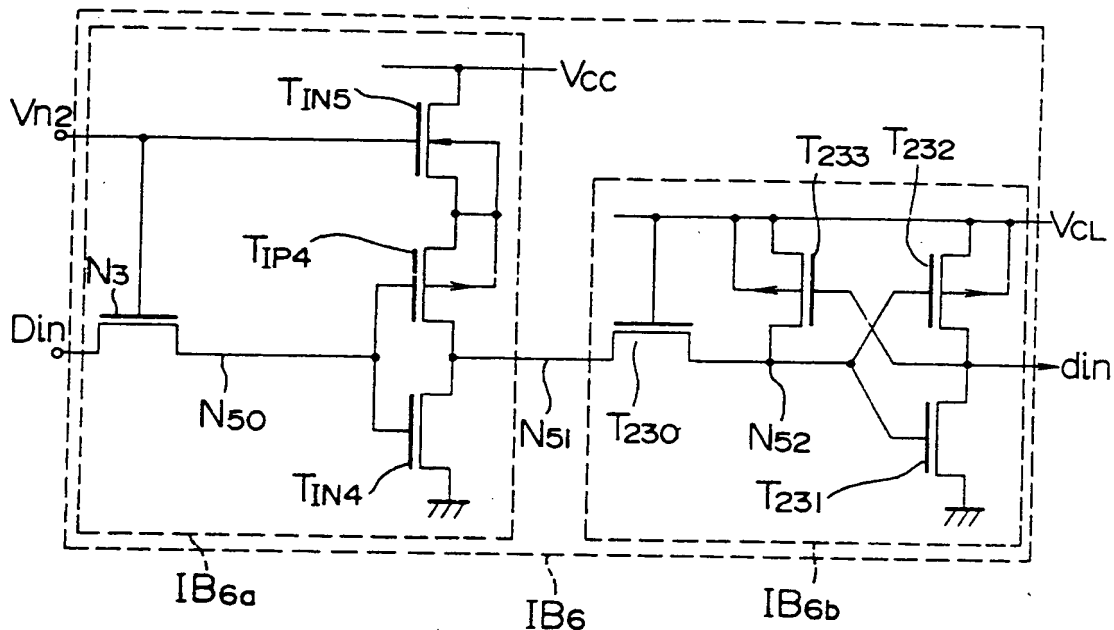 Vn2
TIN5
VCC
T233
T232
VCL
TIP4
N3
Din
N50
N51
T230
N52
din
TIN4
T231
IB6a
IB6
IB6b